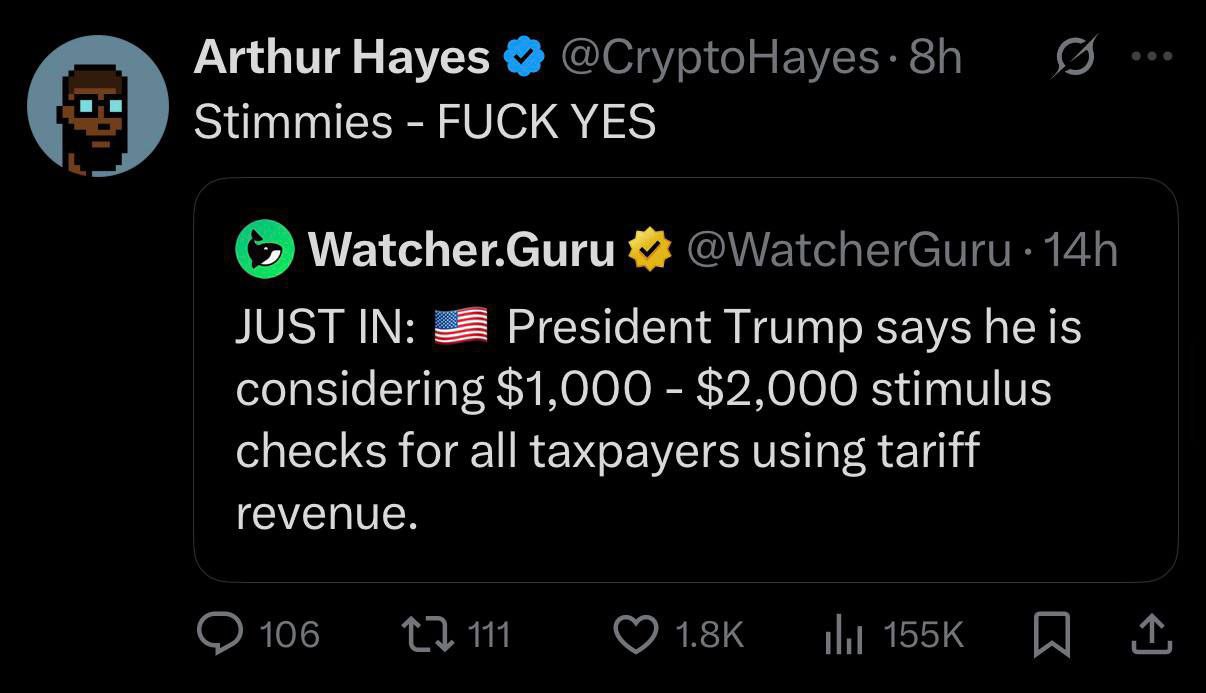 Arthur Hayes @CryptoHayes · 8h
Stimmies - FUCK YES
Watcher.Guru @WatcherGuru · 14h
JUST IN: 🇺🇸 President Trump says he is
considering $1,000 - $2,000 stimulus
checks for all taxpayers using tariff
revenue.
106 111 1.8K 155K